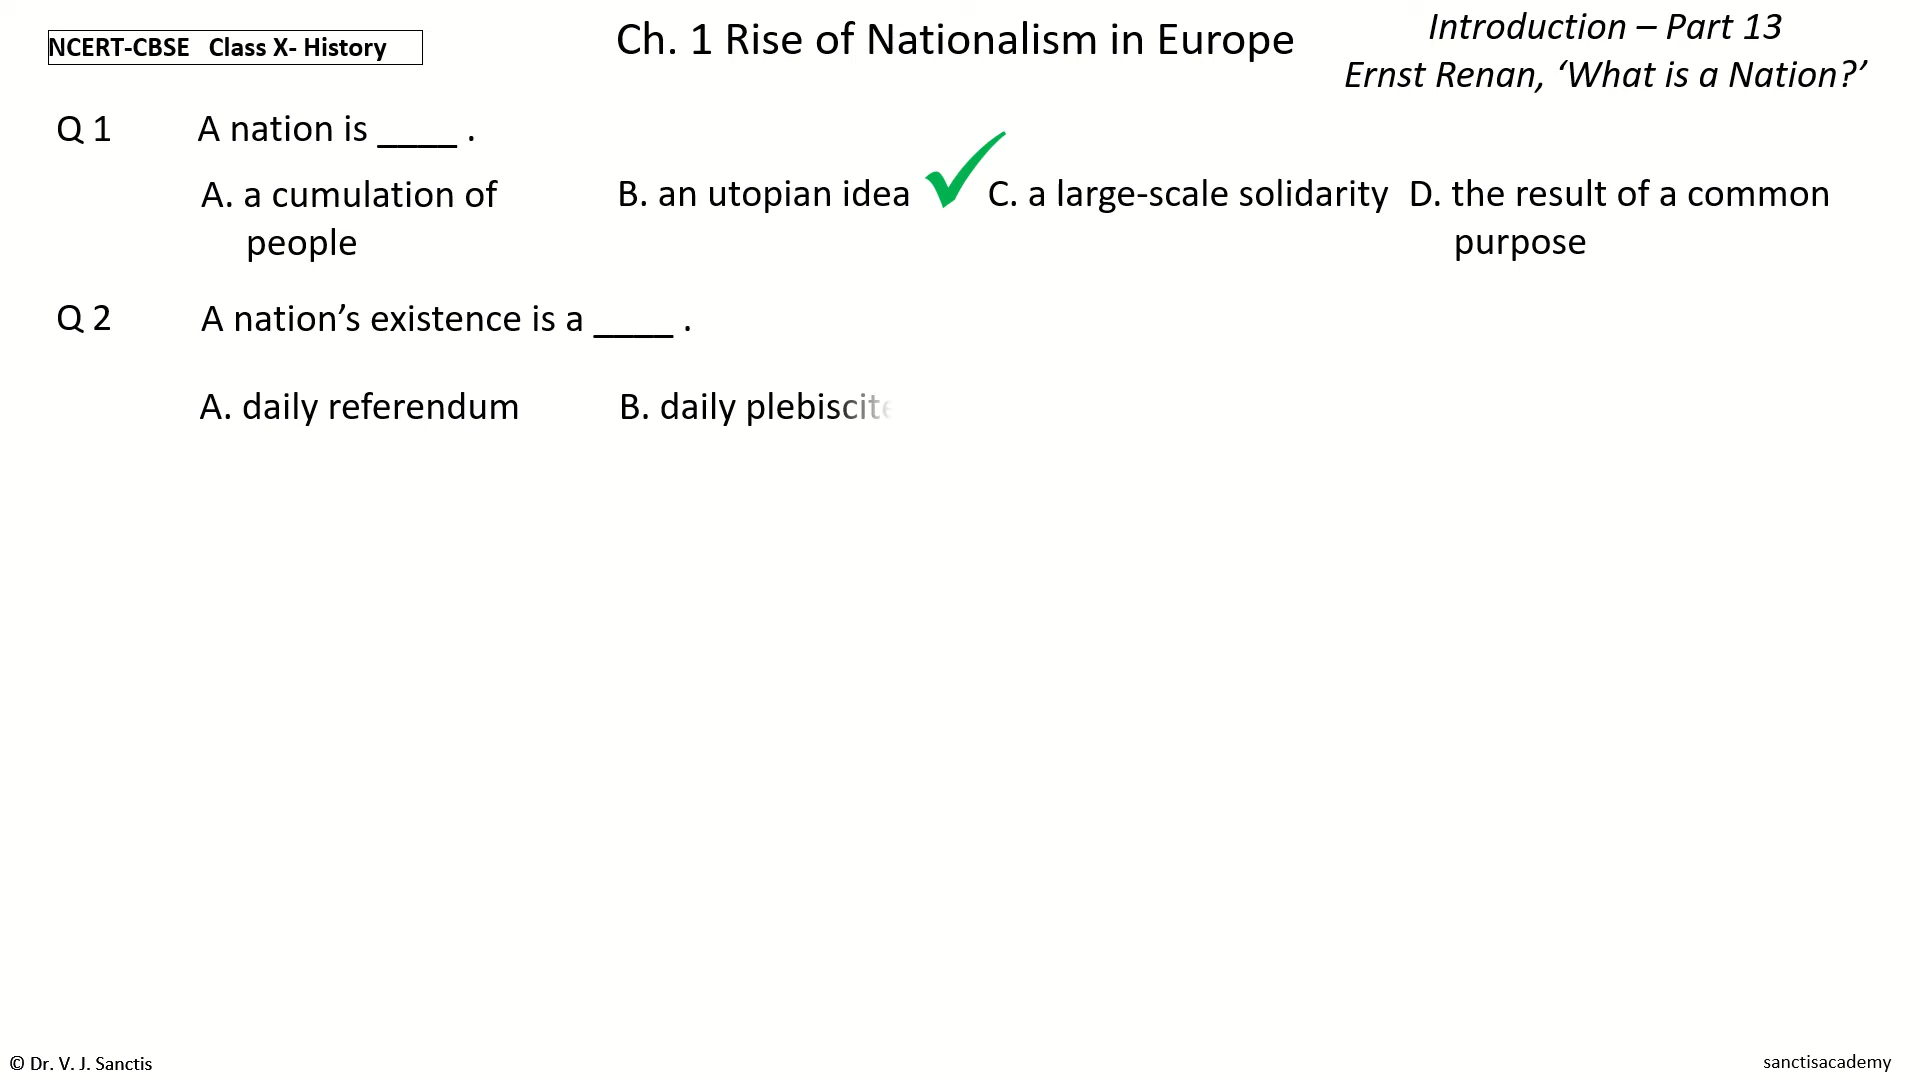 NCERT-CBSE Class X- History
Ch. 1 Rise of Nationalism in Europe
Introduction – Part 13
Ernst Renan, ‘What is a Nation?’
Q 1 A nation is ____ .
A. a cumulation of people
B. an utopian idea
C. a large-scale solidarity
D. the result of a common purpose
Q 2 A nation’s existence is a ____ .
A. daily referendum
B. daily plebiscite
© Dr. V. J. Sanctis
sanctisacademy